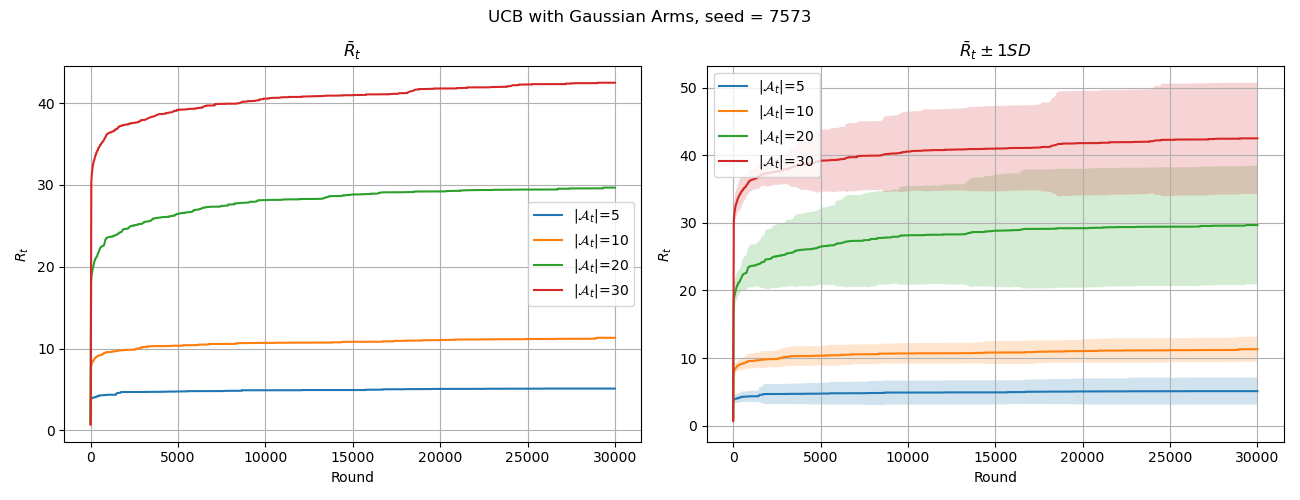 UCB with Gaussian Arms, seed = 7573
R̄ₜ
40
30
20
10
0
Rₜ
|𝒜ₜ|=5
|𝒜ₜ|=10
|𝒜ₜ|=20
|𝒜ₜ|=30
0 5000 10000 15000 20000 25000 30000
Round
R̄ₜ ± 1SD
50
40
30
20
10
0
Rₜ
|𝒜ₜ|=5
|𝒜ₜ|=10
|𝒜ₜ|=20
|𝒜ₜ|=30
0 5000 10000 15000 20000 25000 30000
Round